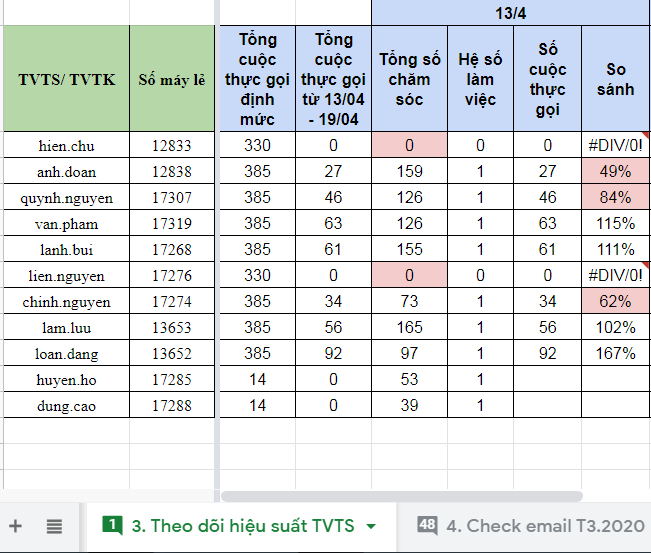 13/4
TVTS/ TVTK Số máy lẻ Tổng cuộc thực gọi định mức Tổng cuộc thực gọi từ 13/04 - 19/04 Tổng số chăm sóc Hệ số làm việc Số cuộc thực gọi So sánh
hien.chu 12833 330 0 0 0 0 #DIV/0!
anh.doan 12838 385 27 159 1 27 49%
quynh.nguyen 17307 385 46 126 1 46 84%
van.pham 17319 385 63 126 1 63 115%
lanh.bui 17268 385 61 155 1 61 111%
lien.nguyen 17276 330 0 0 0 0 #DIV/0!
chinh.nguyen 17274 385 34 73 1 34 62%
lam.luu 13653 385 56 165 1 56 102%
loan.dang 13652 385 92 97 1 92 167%
huyen.ho 17285 14 0 53 1
dung.cao 17288 14 0 39 1
1 3. Theo dõi hiệu suất TVTS 48 4. Check email T3.2020